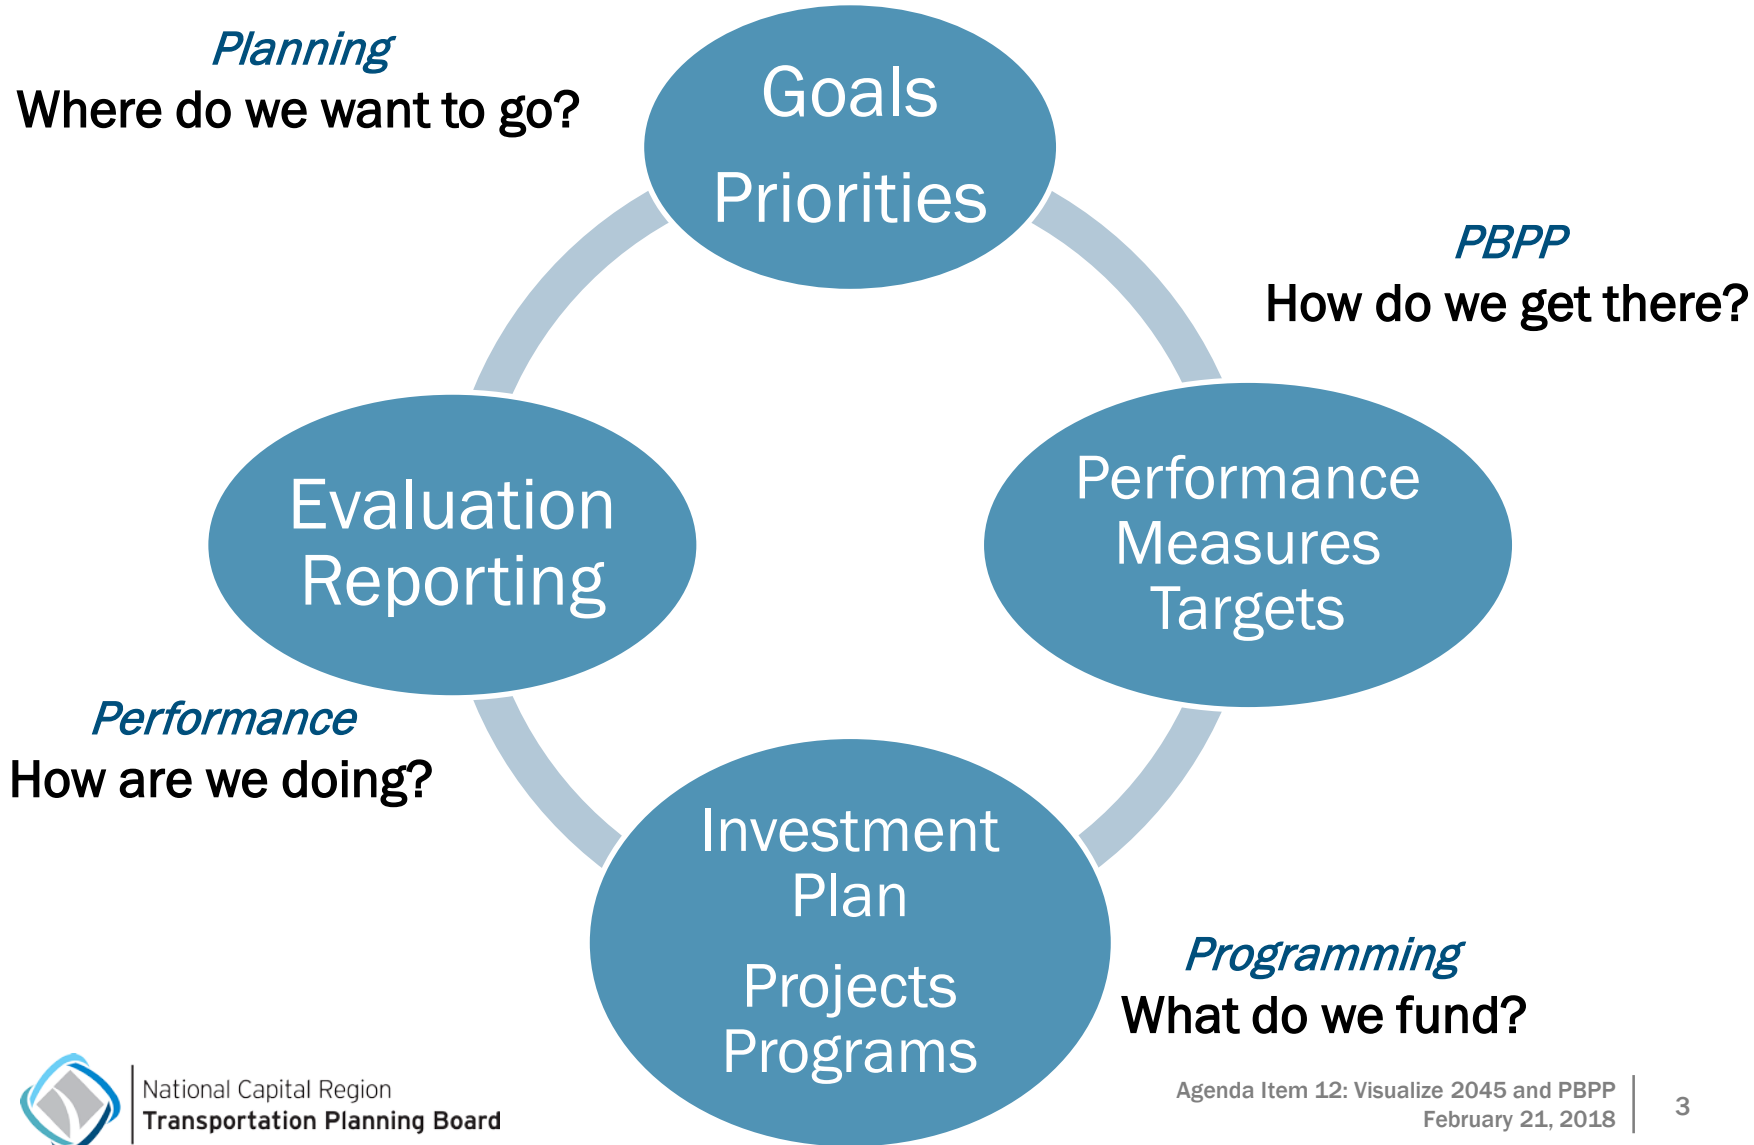 Planning
Where do we want to go?
Goals
Priorities
PBPP
How do we get there?
Performance
Measures
Targets
Evaluation
Reporting
Performance
How are we doing?
Investment
Plan
Projects
Programs
Programming
What do we fund?
National Capital Region
Transportation Planning Board
Agenda Item 12: Visualize 2045 and PBPP
February 21, 2018
3